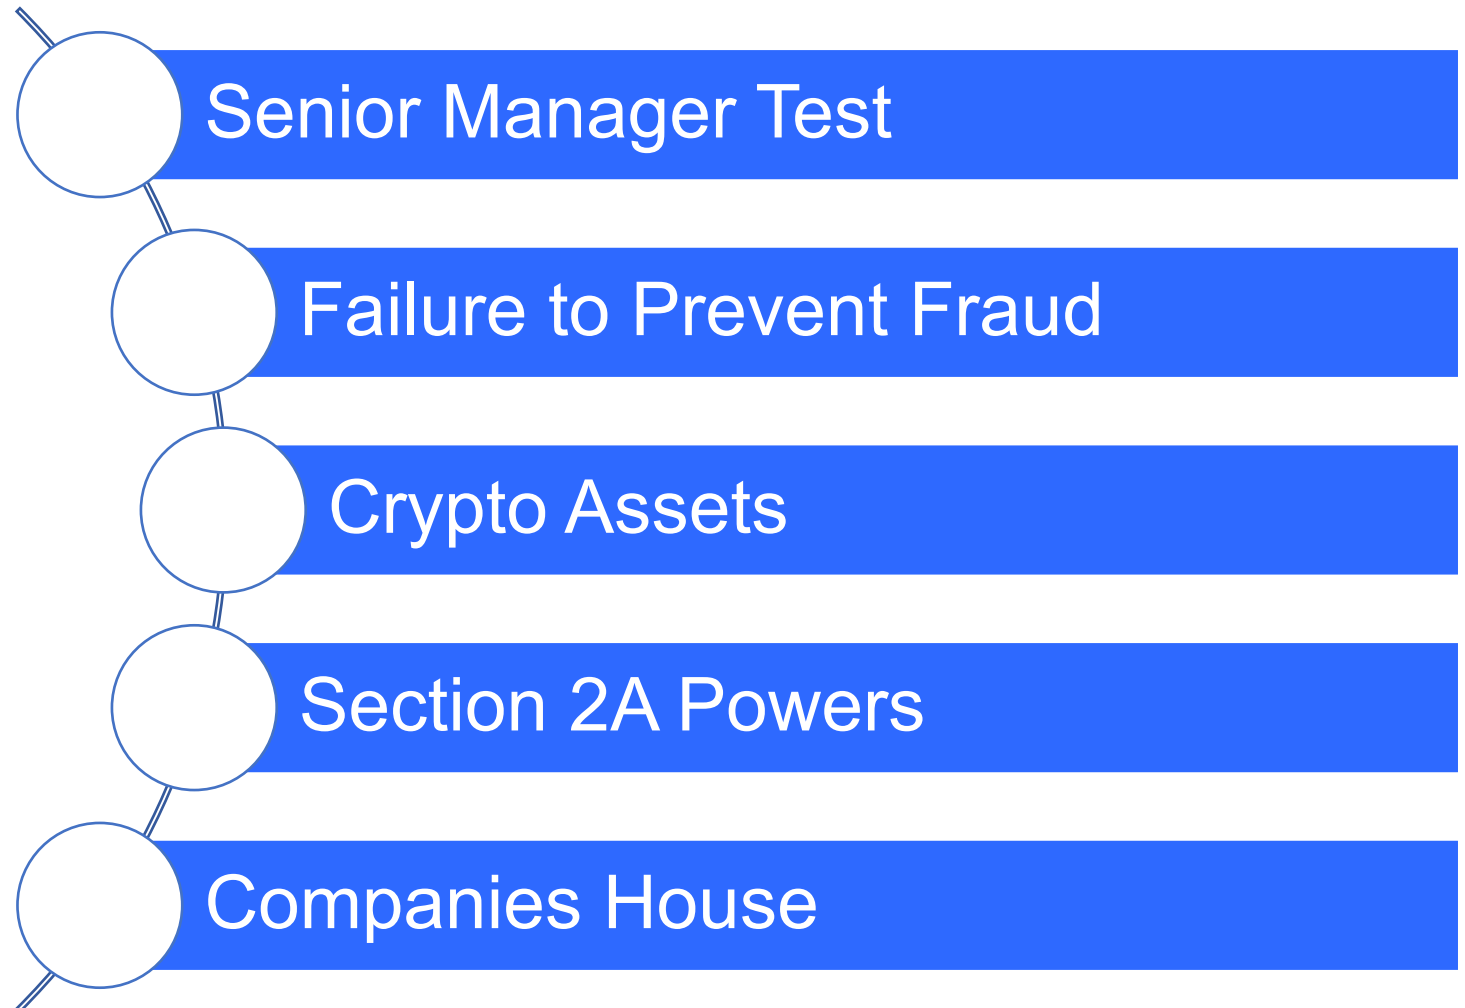 Senior Manager Test
Failure to Prevent Fraud
Crypto Assets
Section 2A Powers
Companies House